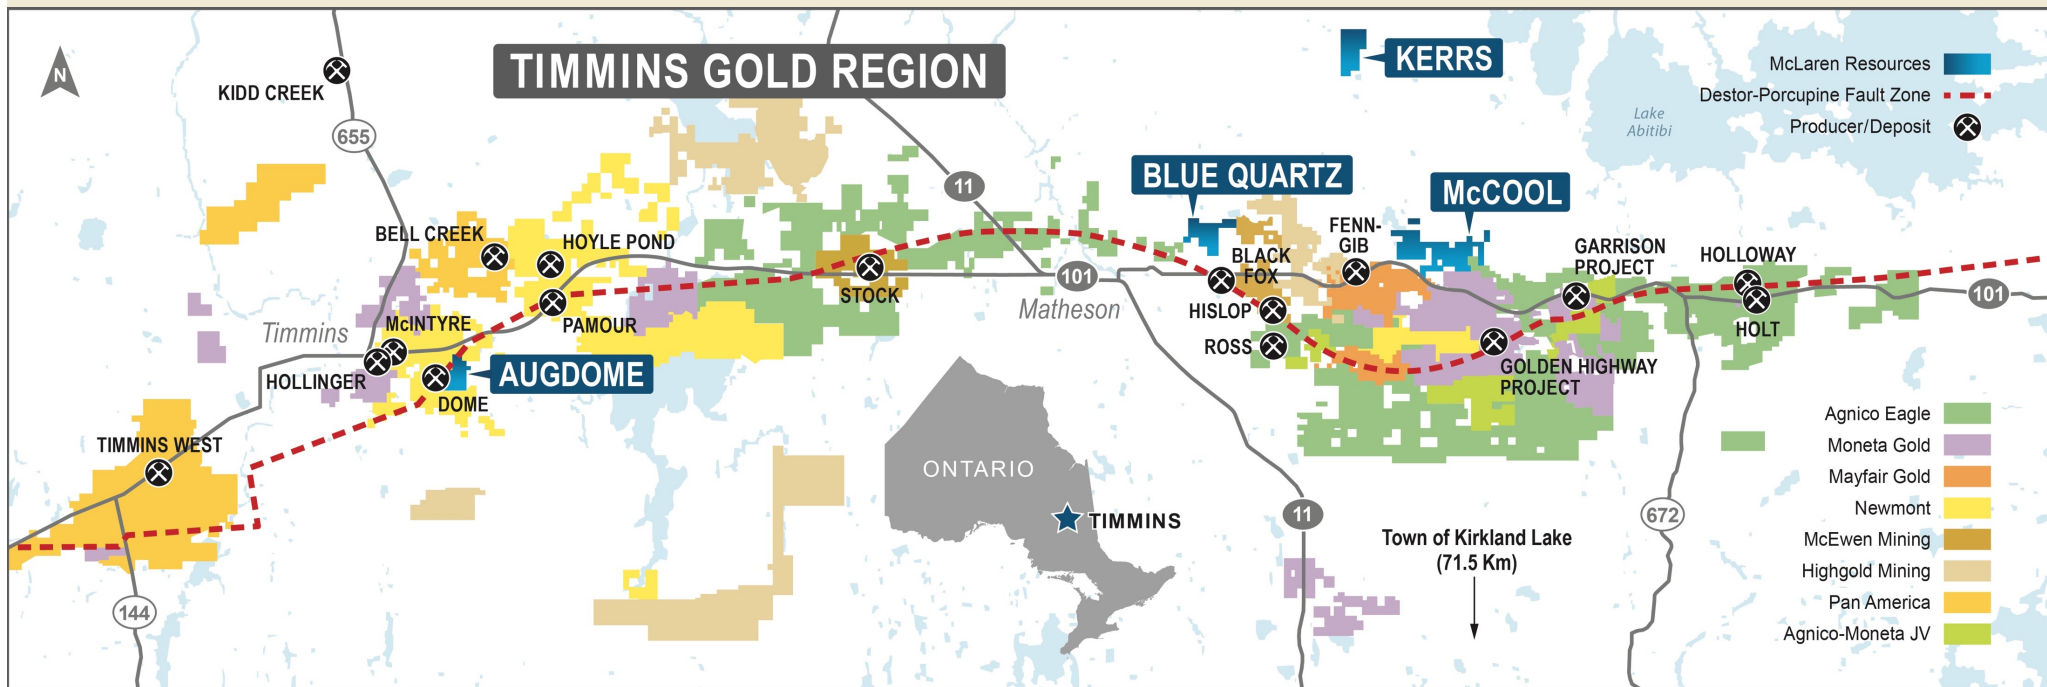 TIMMINS GOLD REGION
N
KIDD CREEK
655
KERRS
McLaren Resources
Destor-Porcupine Fault Zone
Producer/Deposit
Lake
Abitibi
11
BLUE QUARTZ
McCOOL
BELL CREEK
HOYLE POND
FENN-
GIB
BLACK
FOX
GARRISON
PROJECT
HOLLOWAY
STOCK
101
Matheson
HISLOP
101
Timmins
McINTYRE
PAMOUR
ROSS
HOLT
HOLLINGER
AUGDOME
DOME
GOLDEN HIGHWAY
PROJECT
TIMMINS WEST
ONTARIO
TIMMINS
11
672
Town of Kirkland Lake
(71.5 Km)
144
Agnico Eagle
Moneta Gold
Mayfair Gold
Newmont
McEwen Mining
Highgold Mining
Pan America
Agnico-Moneta JV